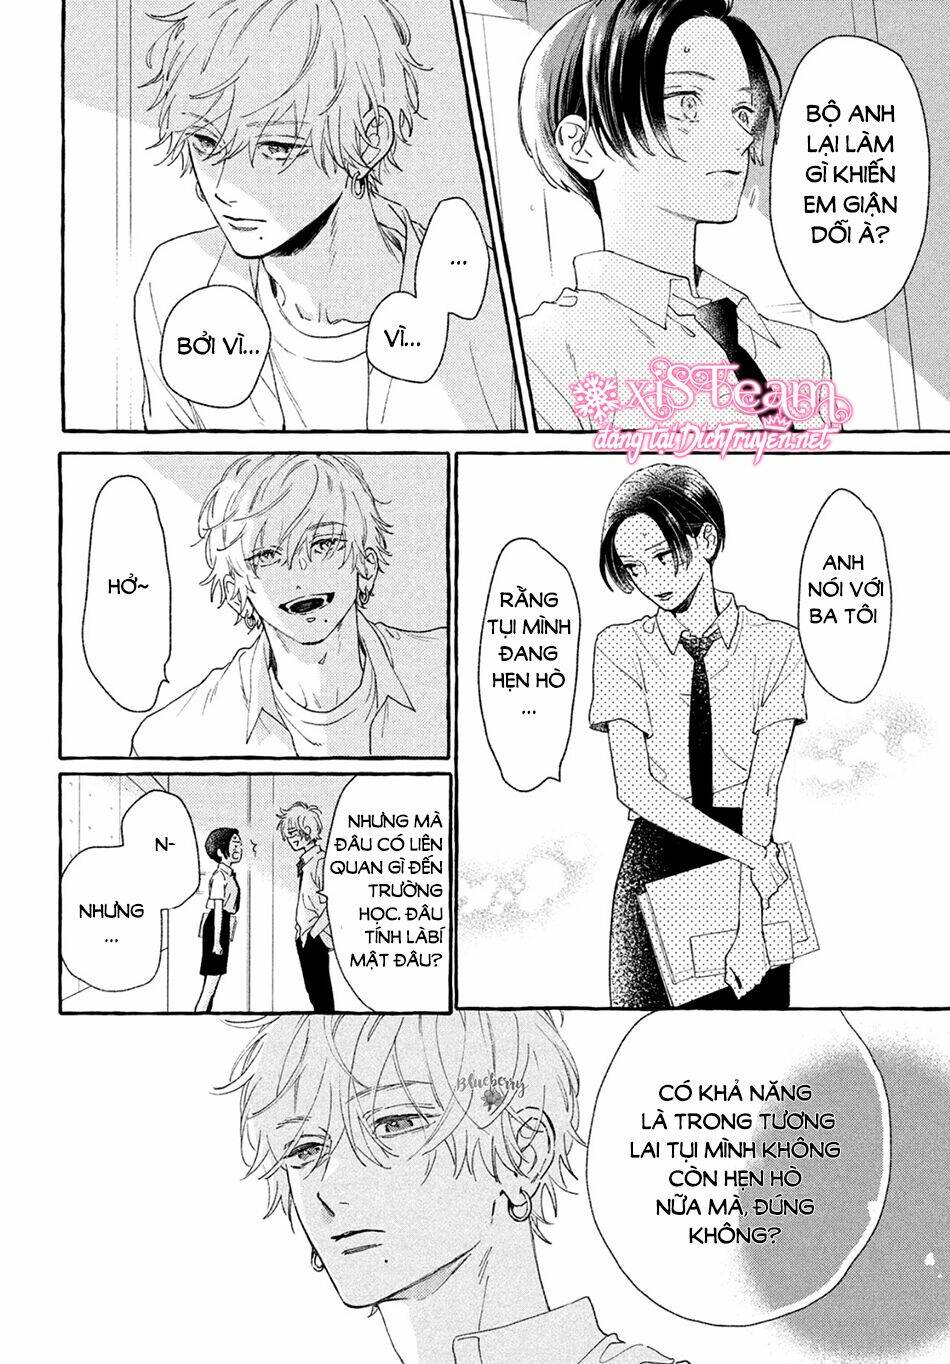 BỘ ANH
LẠI LÀM
GÌ KHIẾN
EM GIẬN
DỖI À?
...
VÌ...
BỞI VÌ...
xiSTeam
đăng tại DichTruyen.net
ANH
NÓI VỚI
BA TÔI
RẰNG
TỤI MÌNH
ĐANG
HẸN HÒ
...
HỞ~
NHƯNG MÀ
ĐÂU CÓ LIÊN
QUAN GÌ ĐẾN
TRƯỜNG
HỌC. ĐÂU
TÍNH LÀBÍ
MẬT ĐÂU?
N-
NHƯNG
...
Blueberry
CÓ KHẢ NĂNG
LÀ TRONG TƯƠNG
LAI TỤI MÌNH KHÔNG
CÒN HẸN HÒ
NỮA MÀ, ĐÚNG
KHÔNG?